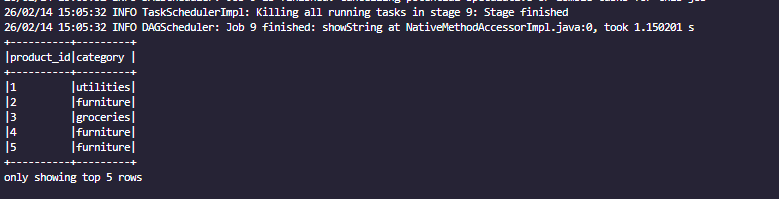 26/02/14 15:05:32 INFO TaskSchedulerImpl: Killing all running tasks in stage 9: Stage finished
26/02/14 15:05:32 INFO DAGScheduler: Job 9 finished: showString at NativeMethodAccessorImpl.java:0, took 1.150201 s
+----------+---------+
|product_id|category |
+----------+---------+
|1         |utilities|
|2         |furniture|
|3         |groceries|
|4         |furniture|
|5         |furniture|
+----------+---------+
only showing top 5 rows